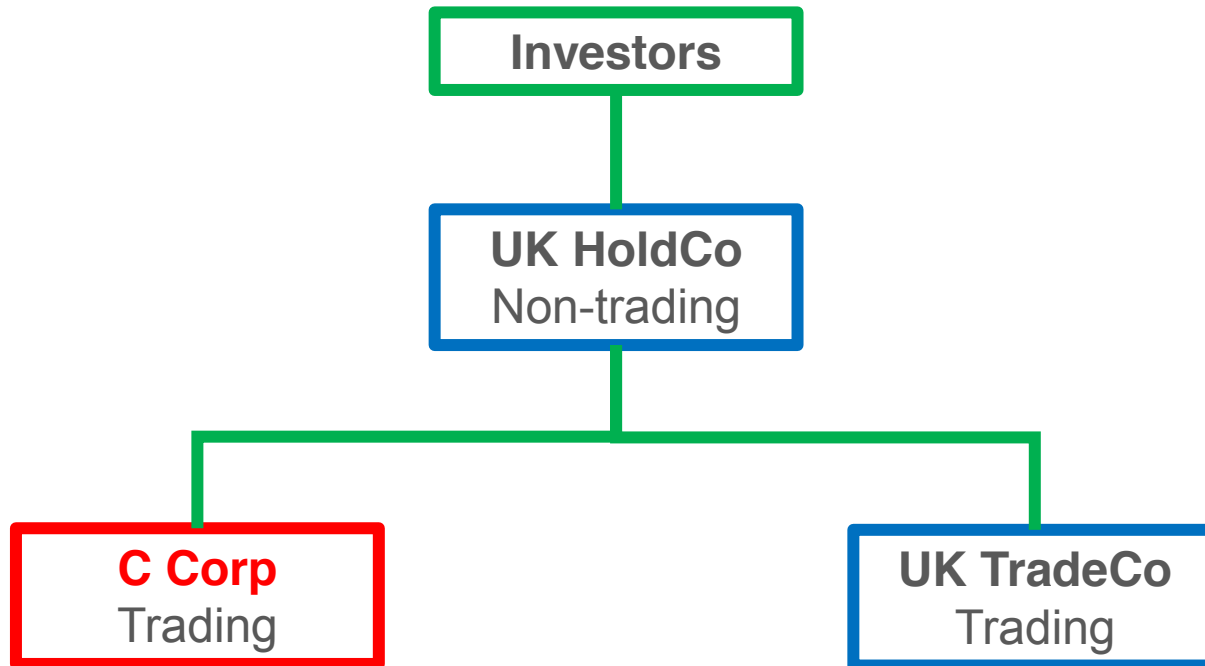 Investors
UK HoldCo
Non-trading
C Corp
Trading
UK TradeCo
Trading